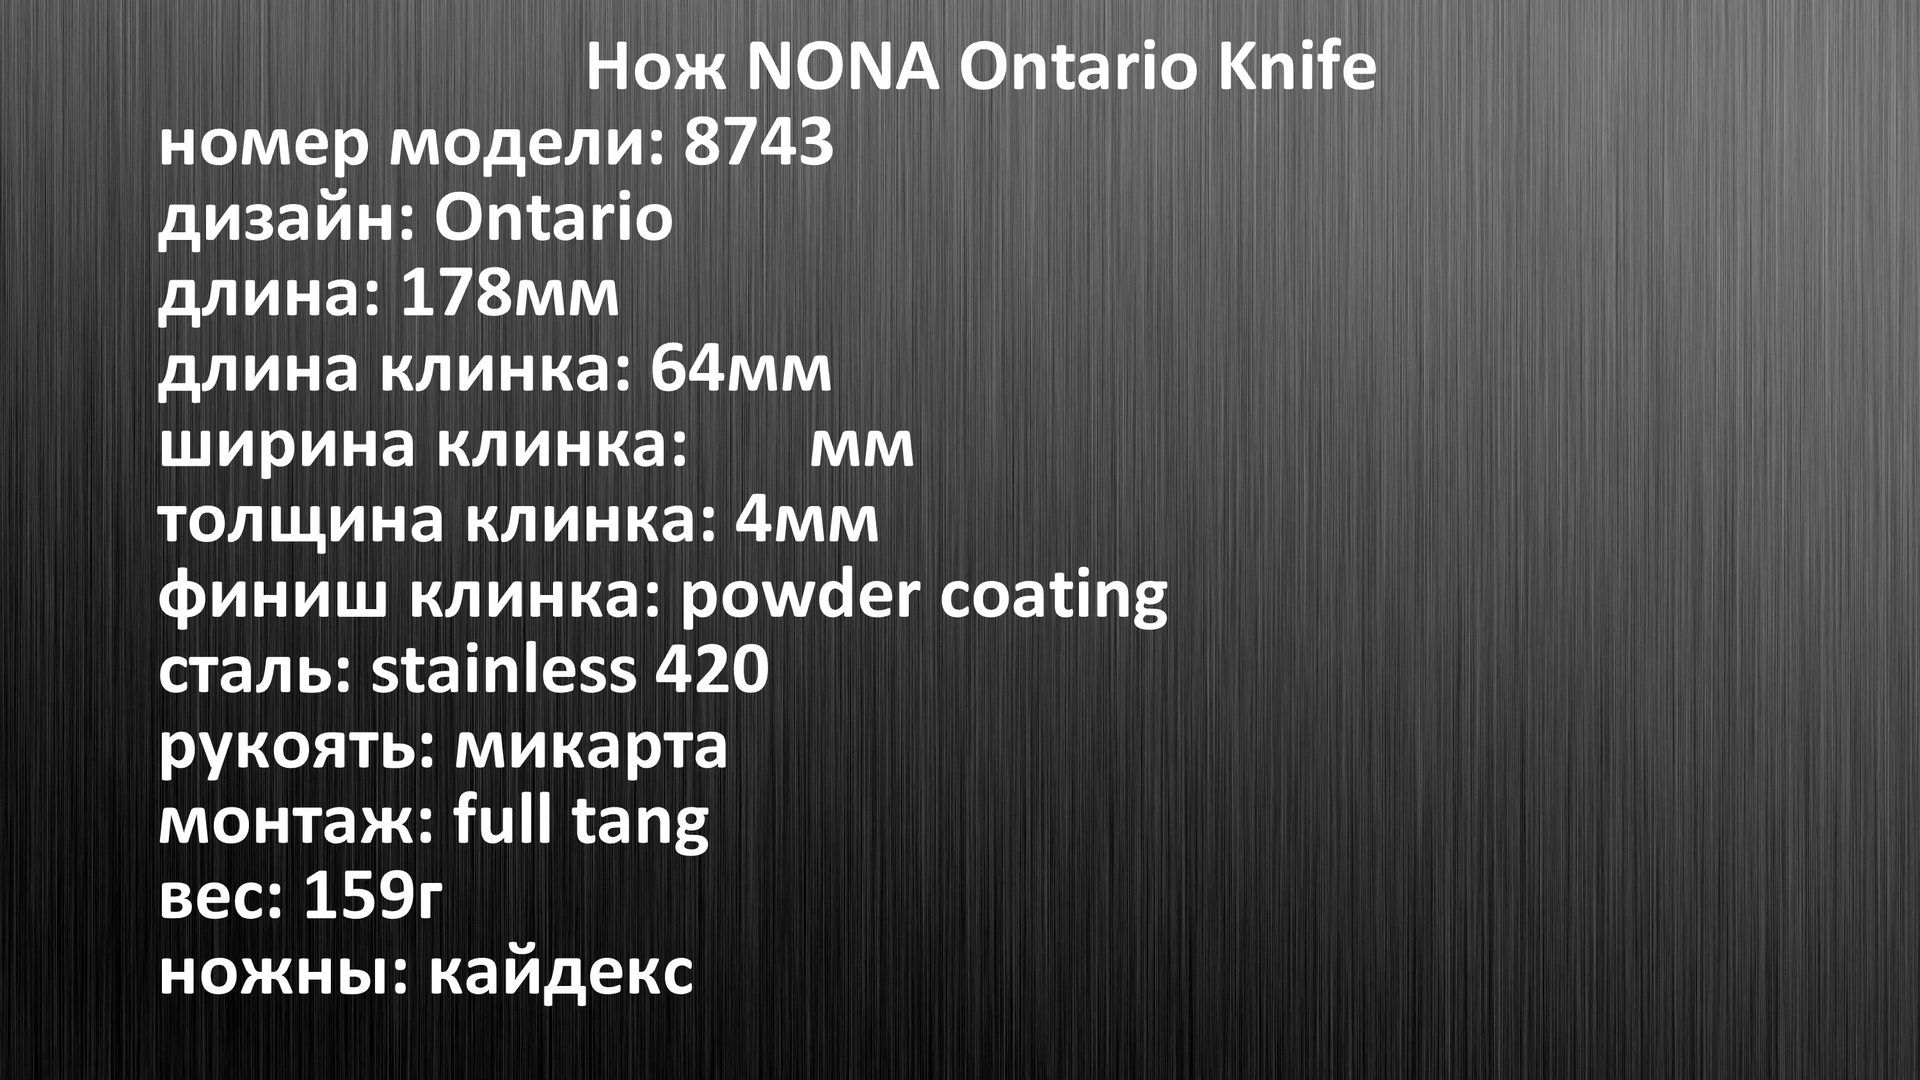 Нож NONA Ontario Knife
номер модели: 8743
дизайн: Ontario
длина: 178мм
длина клинка: 64мм
ширина клинка: мм
толщина клинка: 4мм
финиш клинка: powder coating
сталь: stainless 420
рукоять: микарта
монтаж: full tang
вес: 159г
ножны: кайдекс